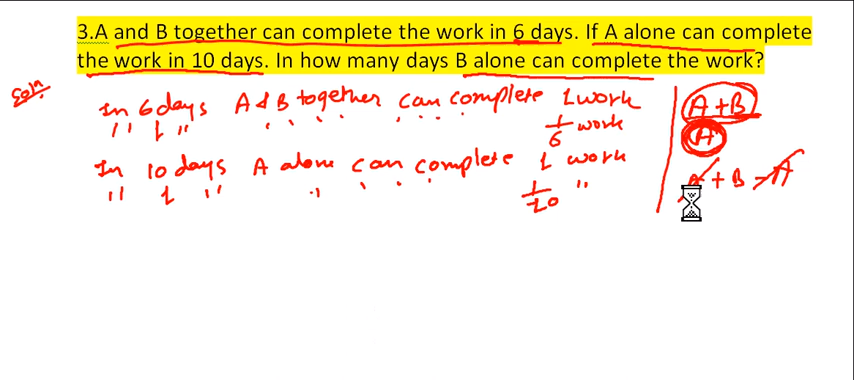 3.A and B together can complete the work in 6 days. If A alone can complete
the work in 10 days. In how many days B alone can complete the work?
Soln
In 6 days A & B together can complete 1 work
" 1 " ' ' ' ' ' ' ' 1/6 work
In 10 days A alone can complete 1 work
" 1 " " ' ' 1/10 "
A + B
A
A + B - A